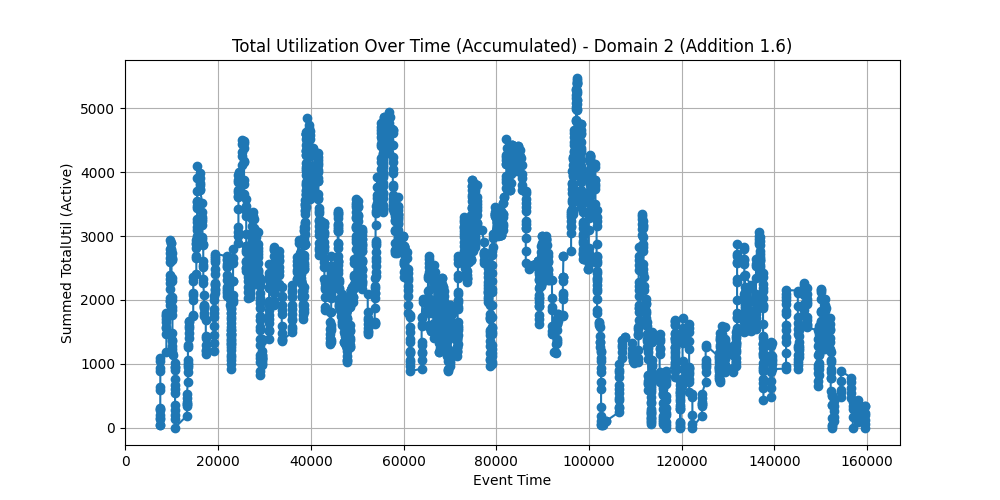 Total Utilization Over Time (Accumulated) - Domain 2 (Addition 1.6)
Summed TotalUtil (Active)
5000
4000
3000
2000
1000
0
0 20000 40000 60000 80000 100000 120000 140000 160000
Event Time